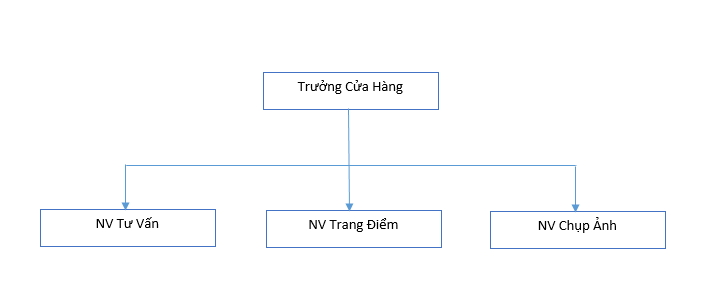 Trưởng Cửa Hàng
NV Tư Vấn
NV Trang Điểm
NV Chụp Ảnh